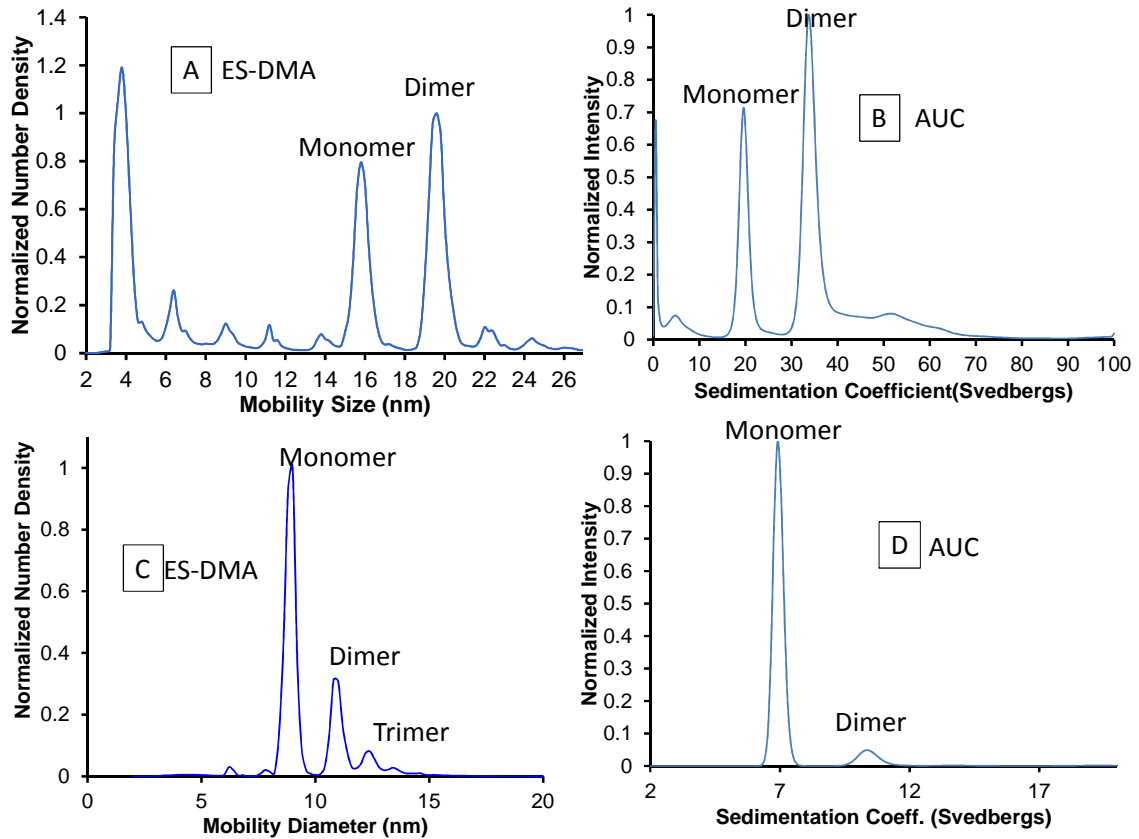 A ES-DMA
Monomer
Dimer
Normalized Number Density
1.4
1.2
1
0.8
0.6
0.4
0.2
0
2 4 6 8 10 12 14 16 18 20 22 24 26
Mobility Size (nm)
Dimer
Monomer
B AUC
Normalized Intensity
1
0.9
0.8
0.7
0.6
0.5
0.4
0.3
0.2
0.1
0
0 10 20 30 40 50 60 70 80 90 100
Sedimentation Coefficient(Svedbergs)
Monomer
C ES-DMA
Dimer
Trimer
Normalized Number Density
1
0.8
0.6
0.4
0.2
0
0 5 10 15 20
Mobility Diameter (nm)
Monomer
D AUC
Dimer
Normalized Intensity
1
0.9
0.8
0.7
0.6
0.5
0.4
0.3
0.2
0.1
0
2 7 12 17
Sedimentation Coeff. (Svedbergs)